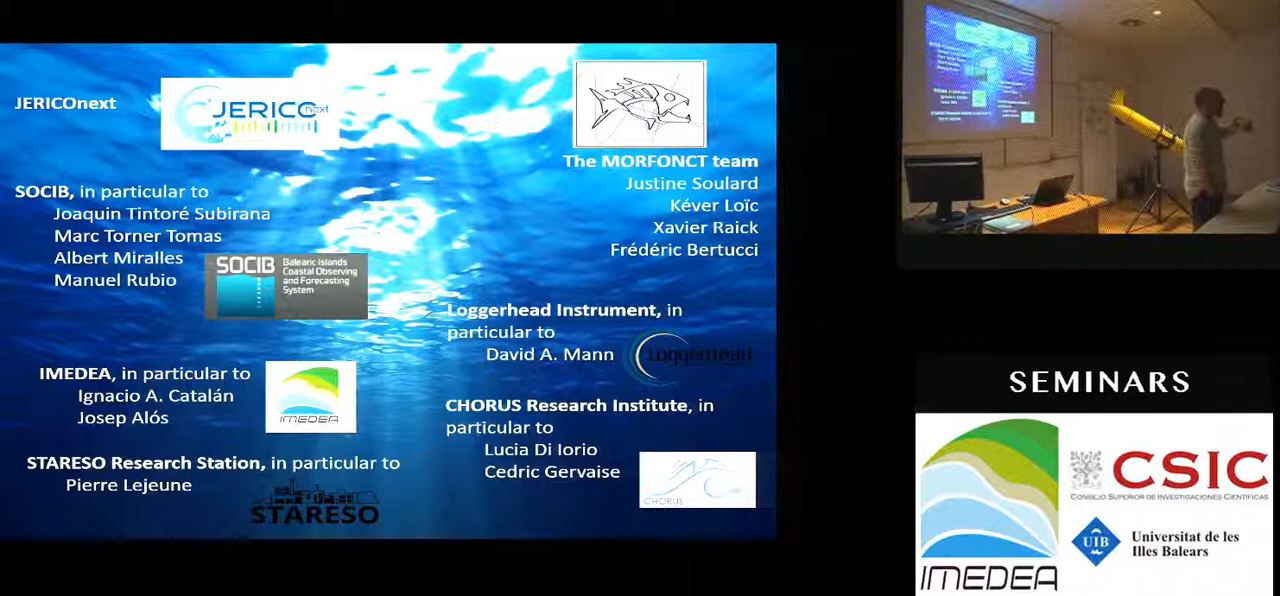 JERICOnext
JERICO next
SOCIB, in particular to
Joaquin Tintoré Subirana
Marc Torner Tomas
Albert Miralles
Manuel Rubio
SOCIB
Balearic Islands
Coastal Observing
and Forecasting
System
IMEDEA, in particular to
Ignacio A. Catalán
Josep Alós
IMEDEA
STARESO Research Station, in particular to
Pierre Lejeune
STARESO
The MORFONCT team
Justine Soulard
Kéver Loïc
Xavier Raick
Frédéric Bertucci
Loggerhead Instrument, in
particular to
David A. Mann
Loggerhead
CHORUS Research Institute, in
particular to
Lucia Di Iorio
Cedric Gervaise
CHORUS
SEMINARS
IMEDEA
CSIC
CONSEJO SUPERIOR DE INVESTIGACIONES CIENTÍFICAS
UIB
Universitat de les
Illes Balears